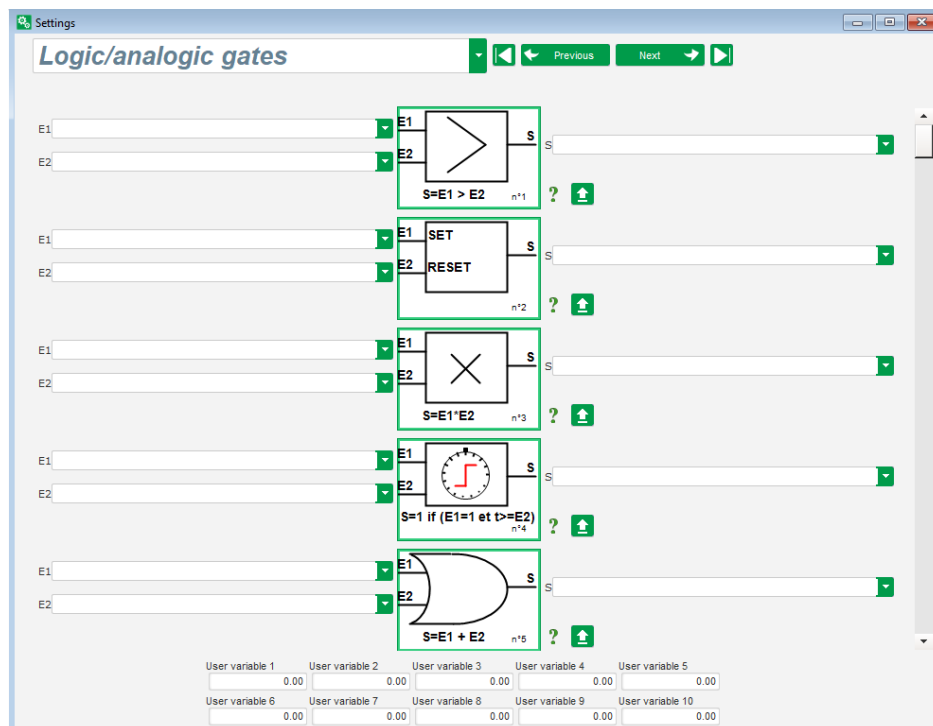 Settings
Logic/analogic gates
Previous
Next
E1
E1
S
S
E2
E2
S=E1 > E2
n°1
?
E1
E1
SET
S
S
E2
E2
RESET
n°2
?
E1
E1
S
S
E2
E2
S=E1*E2
n°3
?
E1
E1
S
S
E2
E2
S=1 if (E1=1 et t>=E2)
n°4
?
E1
E1
S
S
E2
E2
S=E1 + E2
n°5
?
User variable 1 User variable 2 User variable 3 User variable 4 User variable 5
0.00 0.00 0.00 0.00 0.00
User variable 6 User variable 7 User variable 8 User variable 9 User variable 10
0.00 0.00 0.00 0.00 0.00